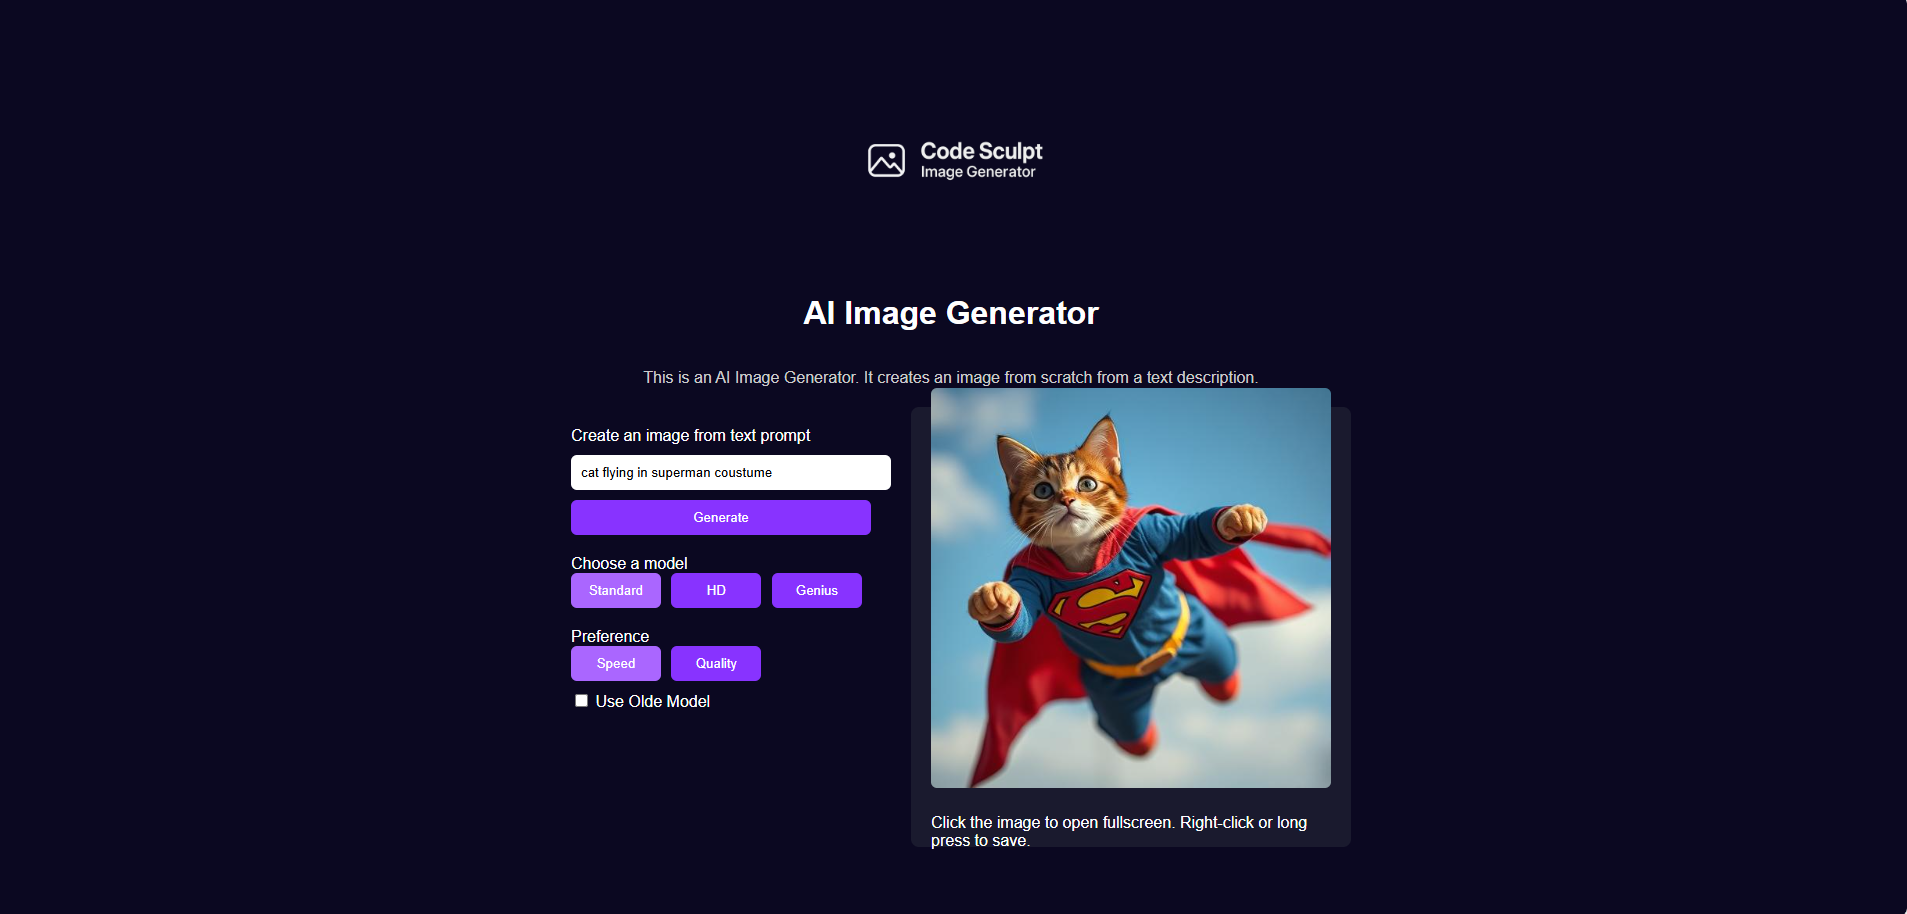 Code Sculpt
Image Generator
AI Image Generator
This is an AI Image Generator. It creates an image from scratch from a text description.
Create an image from text prompt
cat flying in superman coustume
Generate
Choose a model
Standard HD Genius
Preference
Speed Quality
Use Olde Model
S
Click the image to open fullscreen. Right-click or long
press to save.